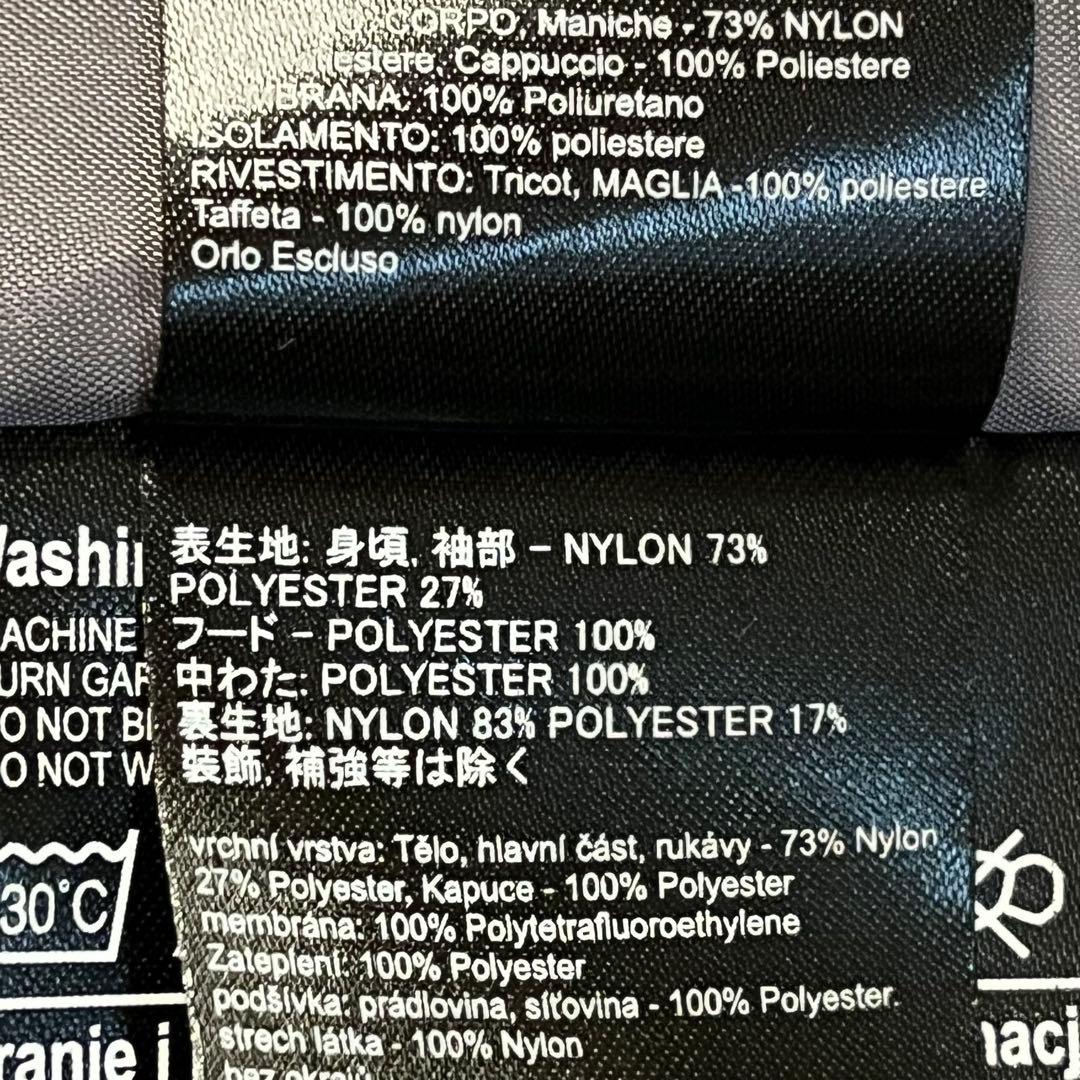 CORPO, Maniche - 73% NYLON
Cappuccio - 100% Poliestere
100% Poliuretano
ISOLAMENTO: 100% poliestere
RIVESTIMENTO: Tricot, MAGLIA -100% poliestere
Taffeta - 100% nylon
Orlo Escluso
表生地: 身頃, 袖部 – NYLON 73%
POLYESTER 27%
フード – POLYESTER 100%
中わた: POLYESTER 100%
裏生地: NYLON 83% POLYESTER 17%
装飾, 補強等は除く
vrchní vrstva: Tělo, hlavní část, rukávy - 73% Nylon
27% Polyester, Kapuce - 100% Polyester
membrána: 100% Polytetrafluoroethylene
Zateplení: 100% Polyester
podšívka: prádlovina, síťovina - 100% Polyester.
strech látka - 100% Nylon
bez okrajů
ashi
ACHINE
URN GAR
O NOT B
O NOT W
30°C
ranie i
nacj